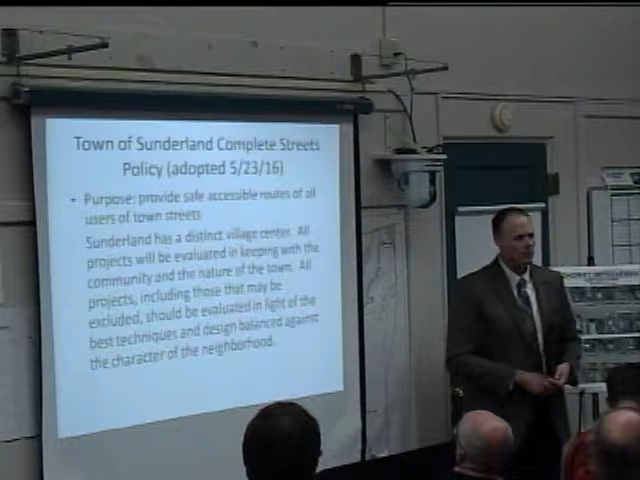 Town of Sunderland Complete Streets
Policy (adopted 5/23/16)
• Purpose: provide safe accessible routes of all
users of town streets
Sunderland has a distinct village center. All
projects will be evaluated in keeping with the
community and the nature of the town. All
projects, including those that may be
excluded, should be evaluated in light of the
best techniques and design balanced against
the character of the neighborhood.